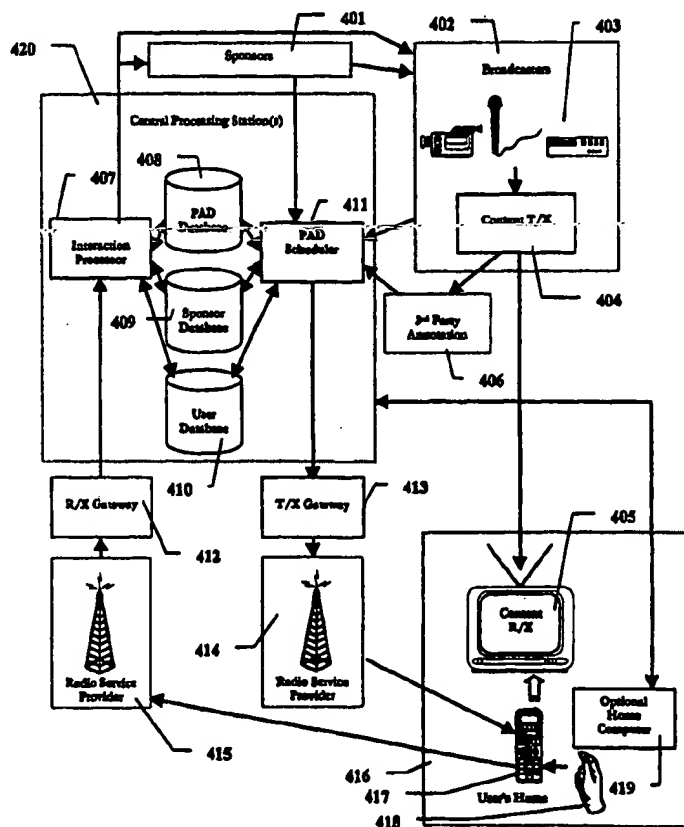 401
Sponsors
402
403
420
Broadcasters
Central Processing Station(s)
408
407
PAD
Database
411
Interaction
Processor
PAD
Scheduler
Content T/X
404
409
Sponsor
Database
3rd Party
Annotation
406
User
Database
410
R/X Gateway
412
T/X Gateway
413
405
Content
R/X
414
Radio Service
Provider
415
Radio Service
Provider
Optional
Home
Computer
416
417
User's Home
419
418